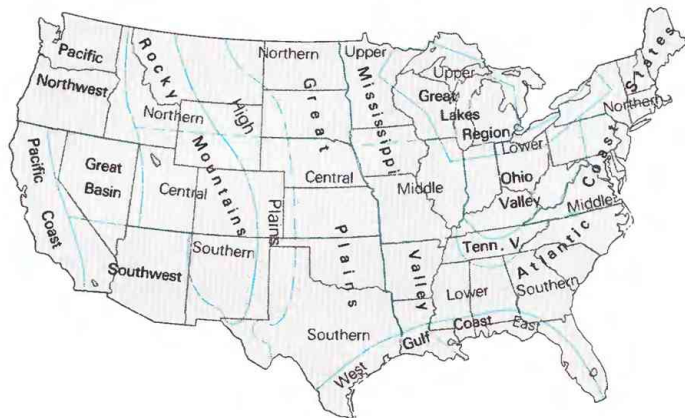 Pacific
Northwest
Rocky
Mountains
Northern
Central
Southern
High
Plains
Great
Plains
Northern
Central
Southern
Upper
Mississippi
Valley
Middle
Lower
Upper
Great
Lakes
Region
Lower
Ohio
Valley
Tenn. V.
Atlantic
Coast
States
Northern
Middle
Southern
Pacific
Coast
Great
Basin
Southwest
West
Gulf
Coast
East